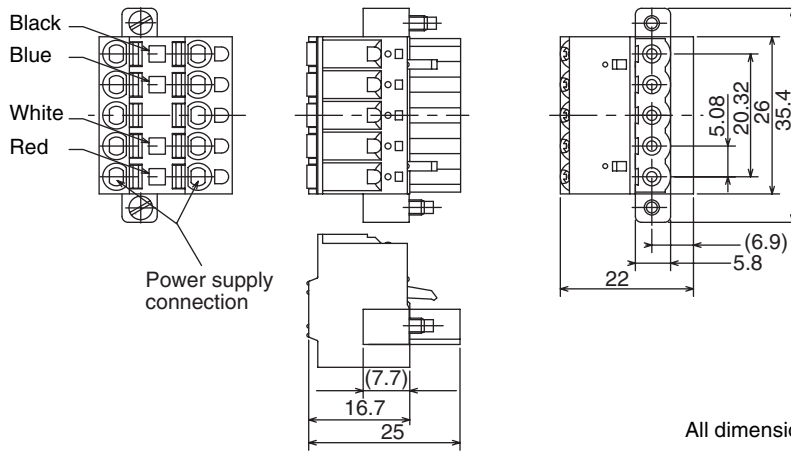 Black
Blue
White
Red
Power supply
connection
(7.7)
16.7
25
5.08
20.32
26
35.4
(6.9)
5.8
22
All dimensio